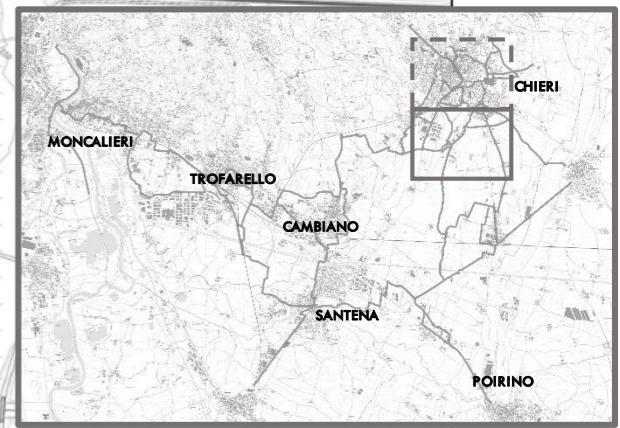 CHIERI
MONCALIERI
TROFARELLO
CAMBIANO
SANTENA
POIRINO